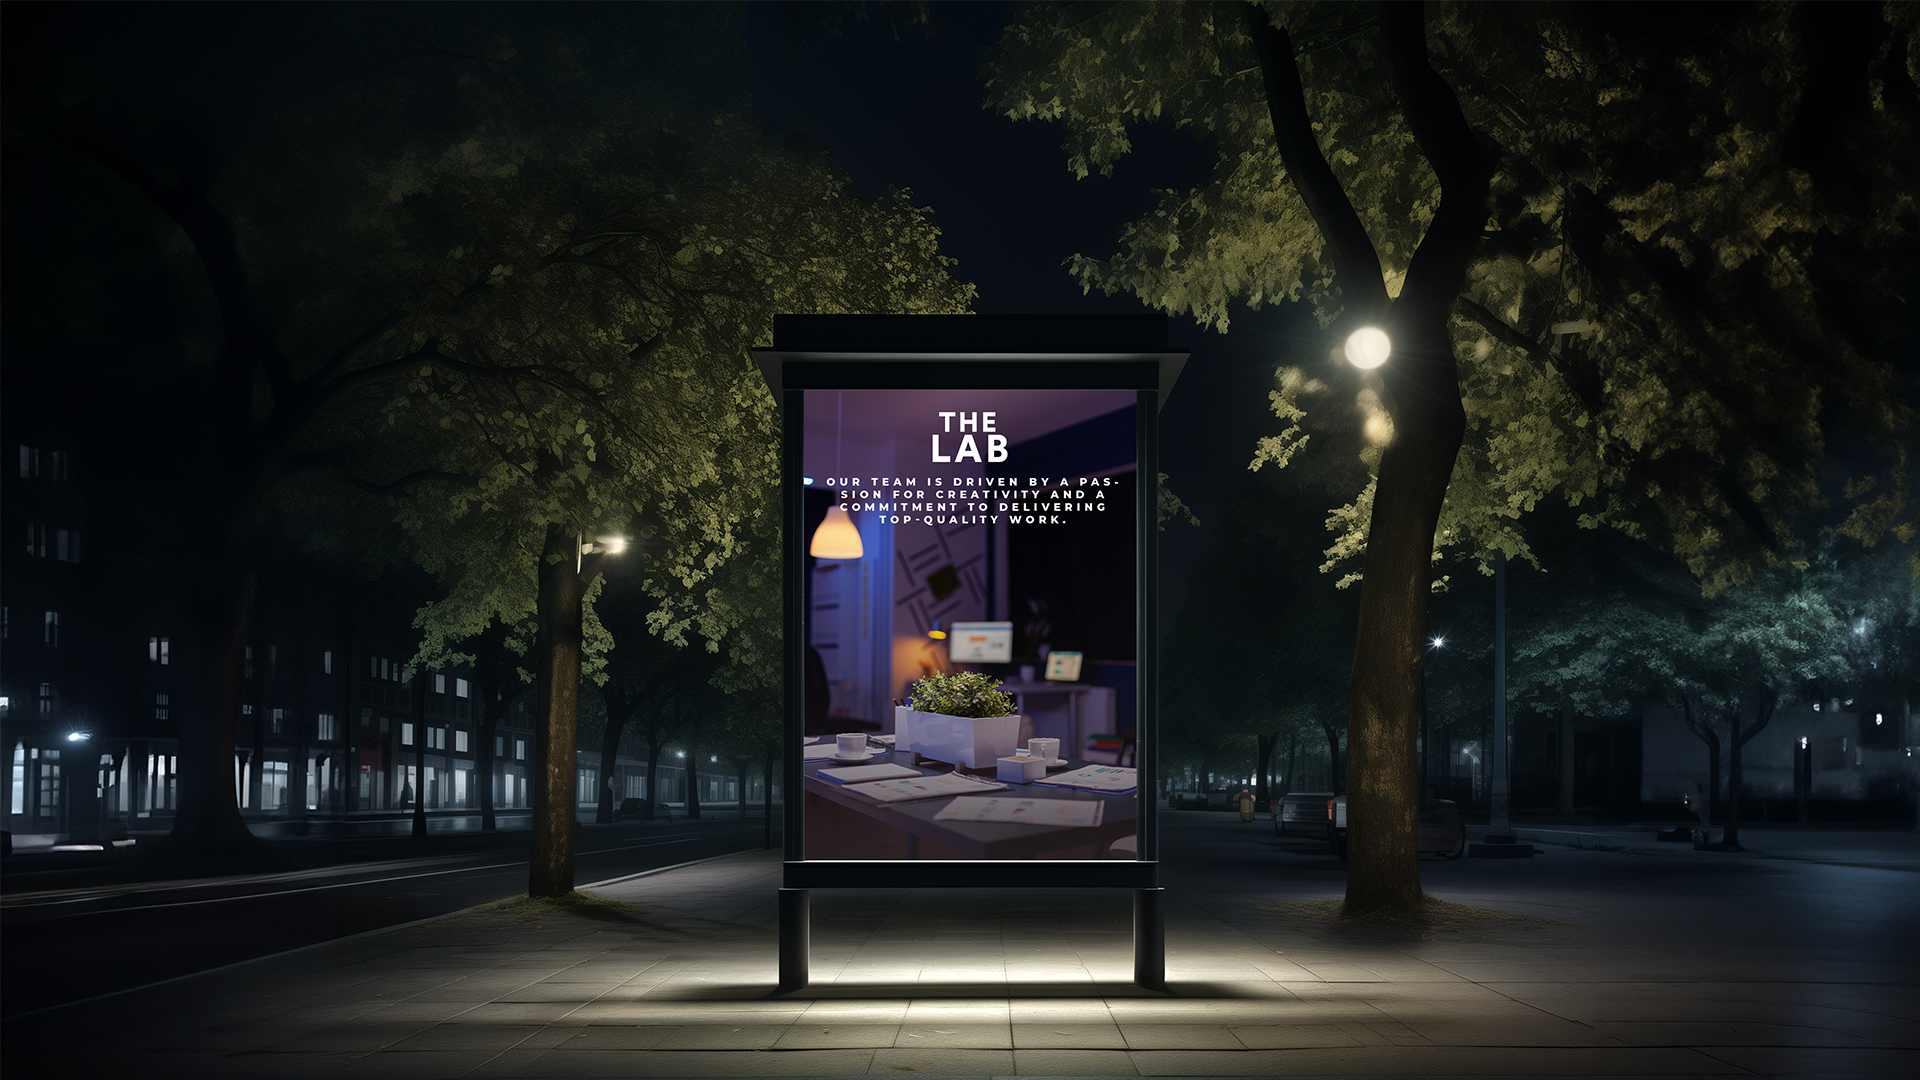 THE
LAB
OUR TEAM IS DRIVEN BY A PAS-
SION FOR CREATIVITY AND A
COMMITMENT TO DELIVERING
TOP-QUALITY WORK.